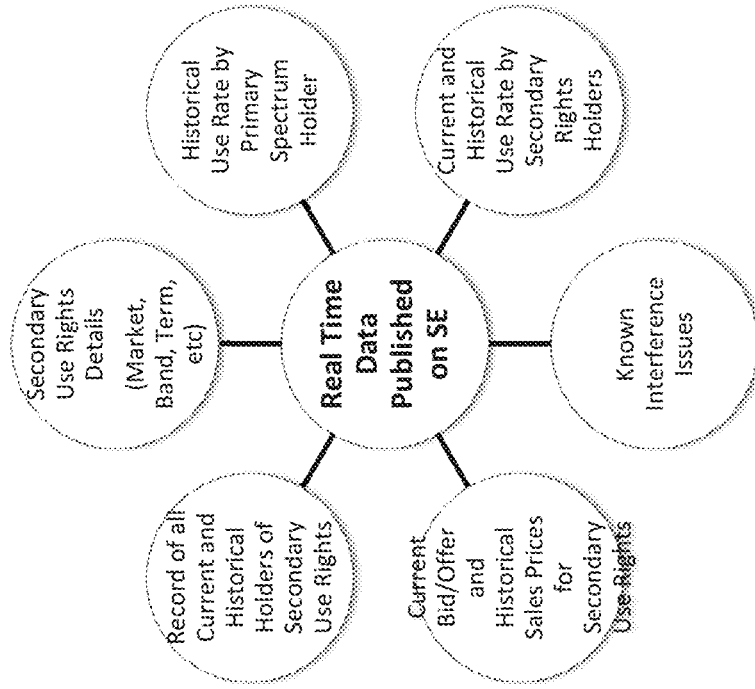 Secondary
Use Rights
Details
(Market,
Band, Term,
etc)
Historical
Use Rate by
Primary
Spectrum
Holder
Current and
Historical
Use Rate by
Secondary
Rights
Holders
Known
Interference
Issues
Current
Bid/Offer
and
Historical
Sales Prices
for
Secondary
Use Rights
Record of all
Current and
Historical
Holders of
Secondary
Use Rights
Real Time
Data
Published
on SE